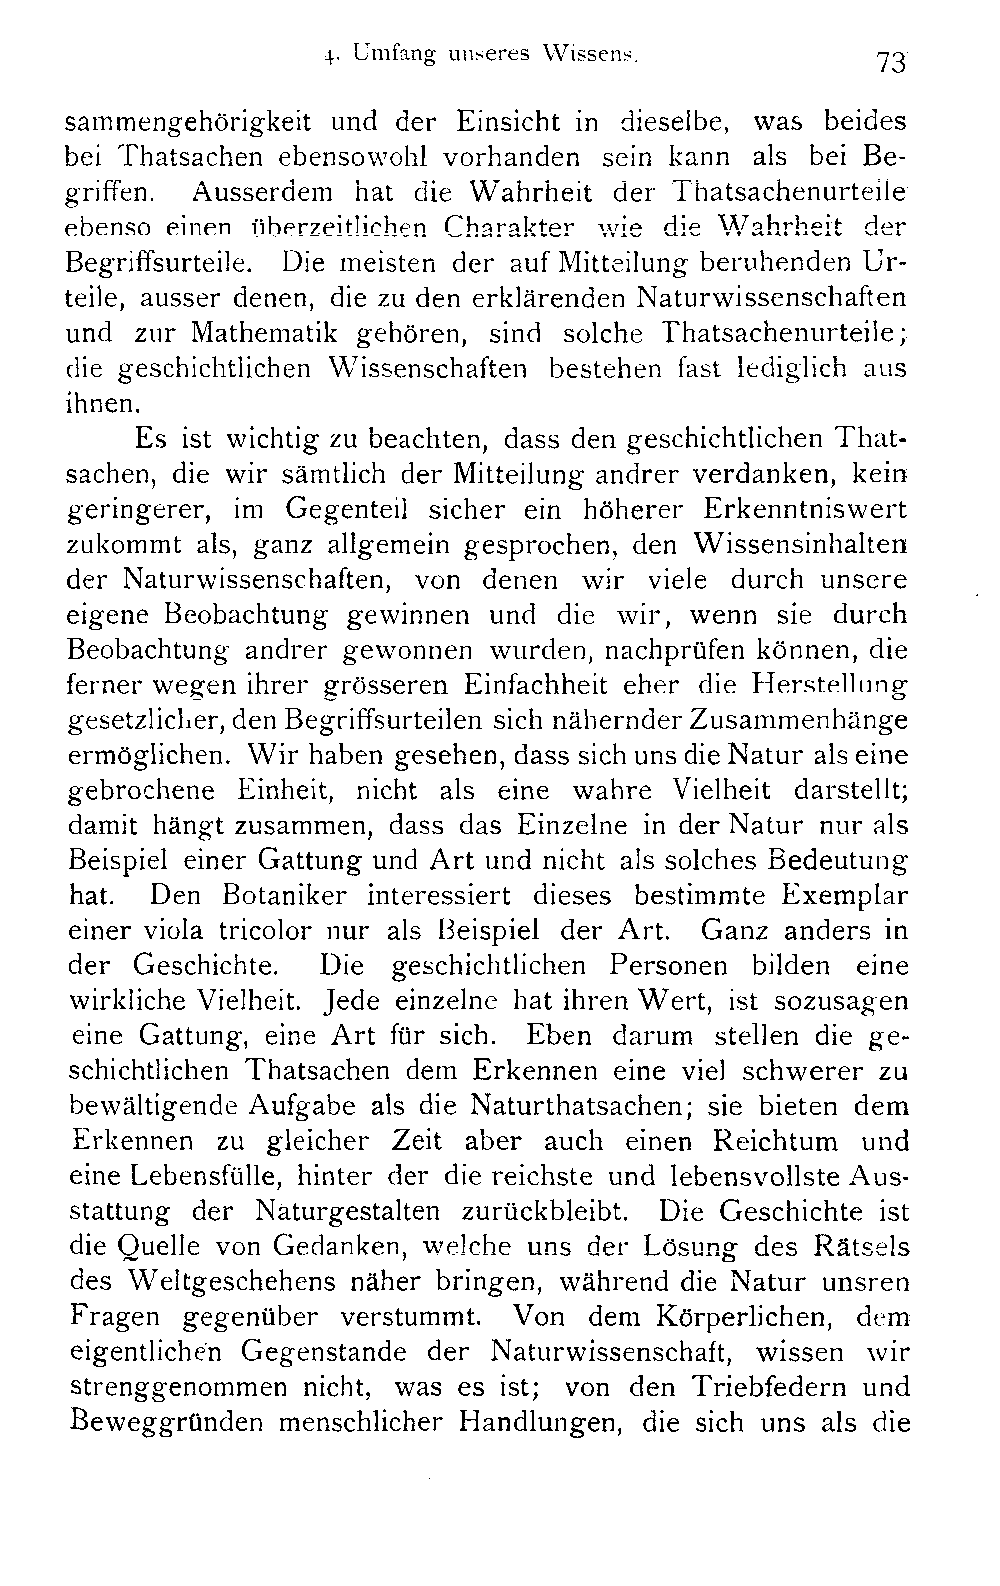 4. Umfang unseres Wissens.
73
sammengehörigkeit und der Einsicht in dieselbe, was beides
bei Thatsachen ebensowohl vorhanden sein kann als bei Be-
griffen. Ausserdem hat die Wahrheit der Thatsachenurteile
ebenso einen überzeitlichen Charakter wie die Wahrheit der
Begriffsurteile. Die meisten der auf Mitteilung beruhenden Ur-
teile, ausser denen, die zu den erklärenden Naturwissenschaften
und zur Mathematik gehören, sind solche Thatsachenurteile;
die geschichtlichen Wissenschaften bestehen fast lediglich aus
ihnen.
Es ist wichtig zu beachten, dass den geschichtlichen That-
sachen, die wir sämtlich der Mitteilung andrer verdanken, kein
geringerer, im Gegenteil sicher ein höherer Erkenntniswert
zukommt als, ganz allgemein gesprochen, den Wissensinhalten
der Naturwissenschaften, von denen wir viele durch unsere
eigene Beobachtung gewinnen und die wir, wenn sie durch
Beobachtung andrer gewonnen wurden, nachprüfen können, die
ferner wegen ihrer grösseren Einfachheit eher die Herstellung
gesetzlicher, den Begriffsurteilen sich nähernder Zusammenhänge
ermöglichen. Wir haben gesehen, dass sich uns die Natur als eine
gebrochene Einheit, nicht als eine wahre Vielheit darstellt;
damit hängt zusammen, dass das Einzelne in der Natur nur als
Beispiel einer Gattung und Art und nicht als solches Bedeutung
hat. Den Botaniker interessiert dieses bestimmte Exemplar
einer viola tricolor nur als Beispiel der Art. Ganz anders in
der Geschichte. Die geschichtlichen Personen bilden eine
wirkliche Vielheit. Jede einzelne hat ihren Wert, ist sozusagen
eine Gattung, eine Art für sich. Eben darum stellen die ge-
schichtlichen Thatsachen dem Erkennen eine viel schwerer zu
bewältigende Aufgabe als die Naturthatsachen; sie bieten dem
Erkennen zu gleicher Zeit aber auch einen Reichtum und
eine Lebensfülle, hinter der die reichste und lebensvollste Aus-
stattung der Naturgestalten zurückbleibt. Die Geschichte ist
die Quelle von Gedanken, welche uns der Lösung des Rätsels
des Weltgeschehens näher bringen, während die Natur unsren
Fragen gegenüber verstummt. Von dem Körperlichen, dem
eigentlichen Gegenstande der Naturwissenschaft, wissen wir
strenggenommen nicht, was es ist; von den Triebfedern und
Beweggründen menschlicher Handlungen, die sich uns als die